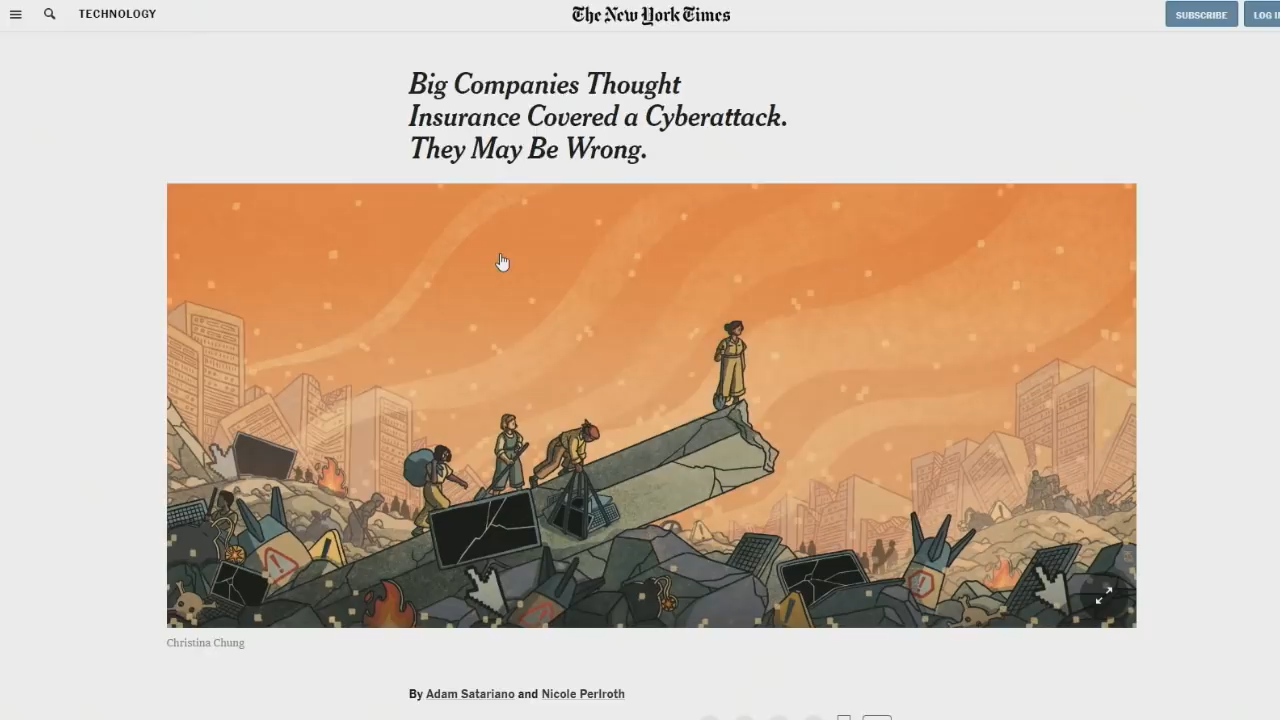 TECHNOLOGY
The New York Times
SUBSCRIBE
LOG I
Big Companies Thought
Insurance Covered a Cyberattack.
They May Be Wrong.
Christina Chung
By Adam Satariano and Nicole Perlroth